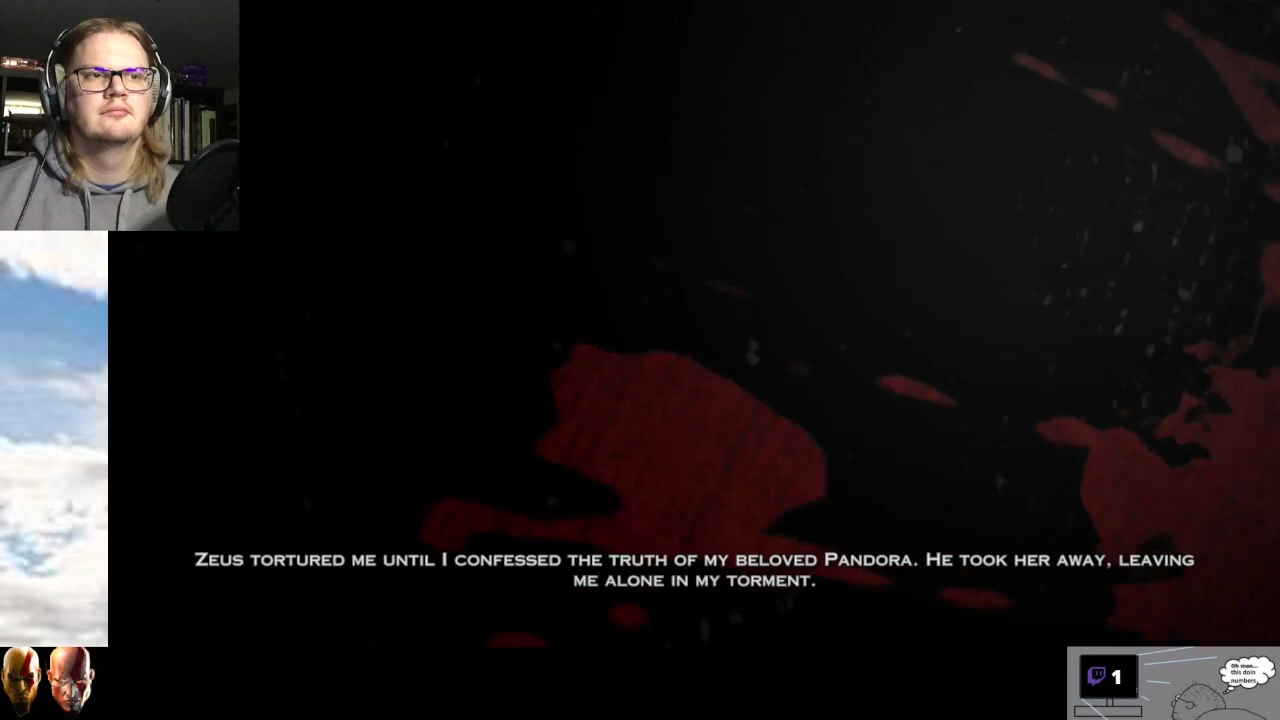 Zeus tortured me until I confessed the truth of my beloved Pandora. He took her away, leaving
me alone in my torment.
1
Oh man...
this doin
numbers